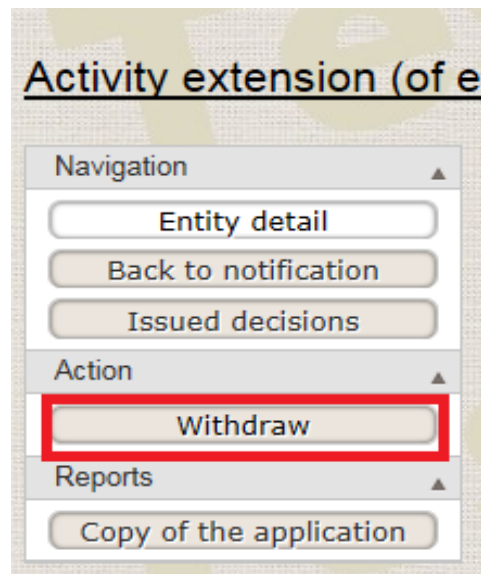 Activity extension (of e
Navigation
Entity detail
Back to notification
Issued decisions
Action
Withdraw
Reports
Copy of the application